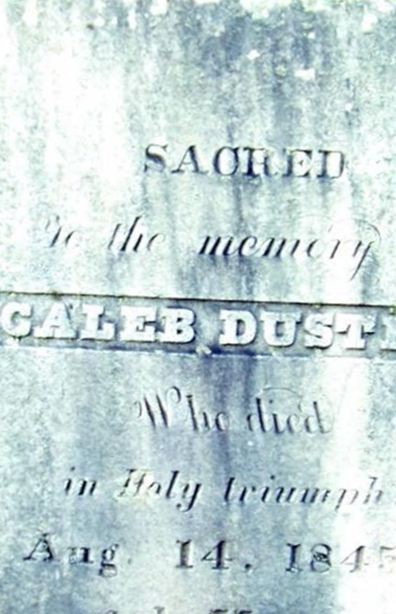 SACRED
To the memory
CALEB DUST
Who died
in Holy triumph
Aug. 14, 184